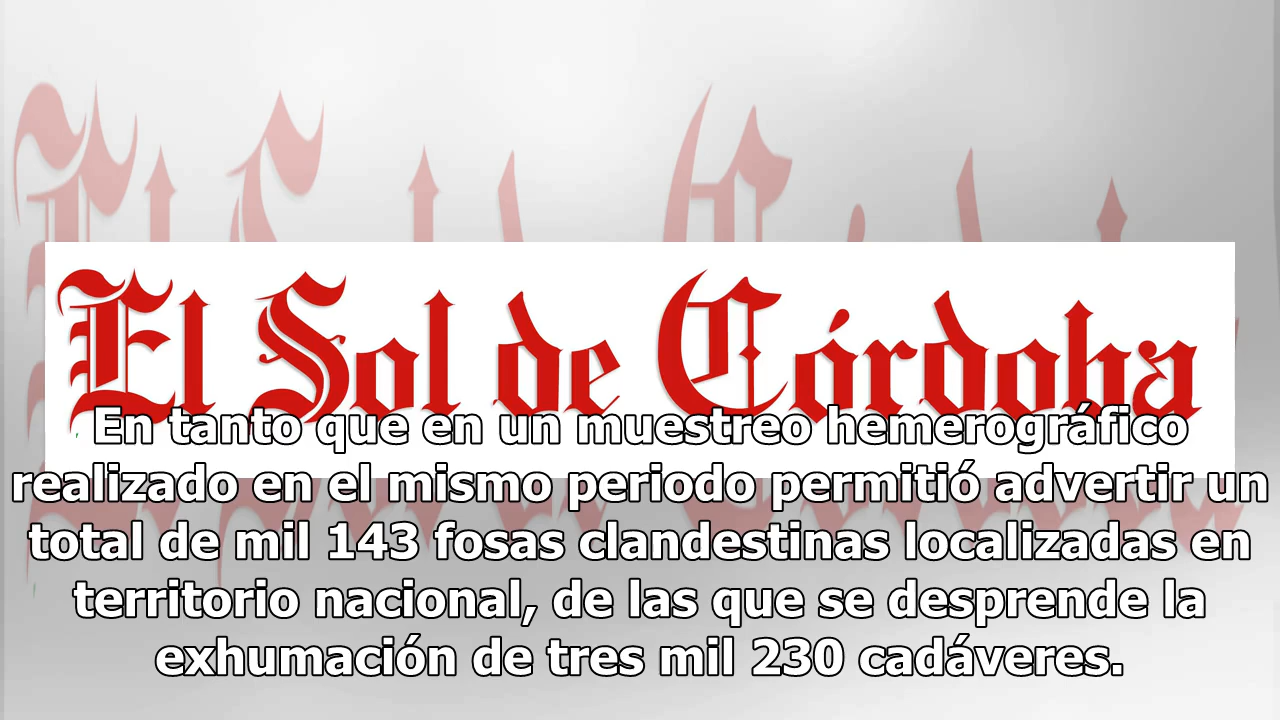 El Sol de Córdoba
En tanto que en un muestreo hemerográfico
realizado en el mismo periodo permitió advertir un
total de mil 143 fosas clandestinas localizadas en
territorio nacional, de las que se desprende la
exhumación de tres mil 230 cadáveres.